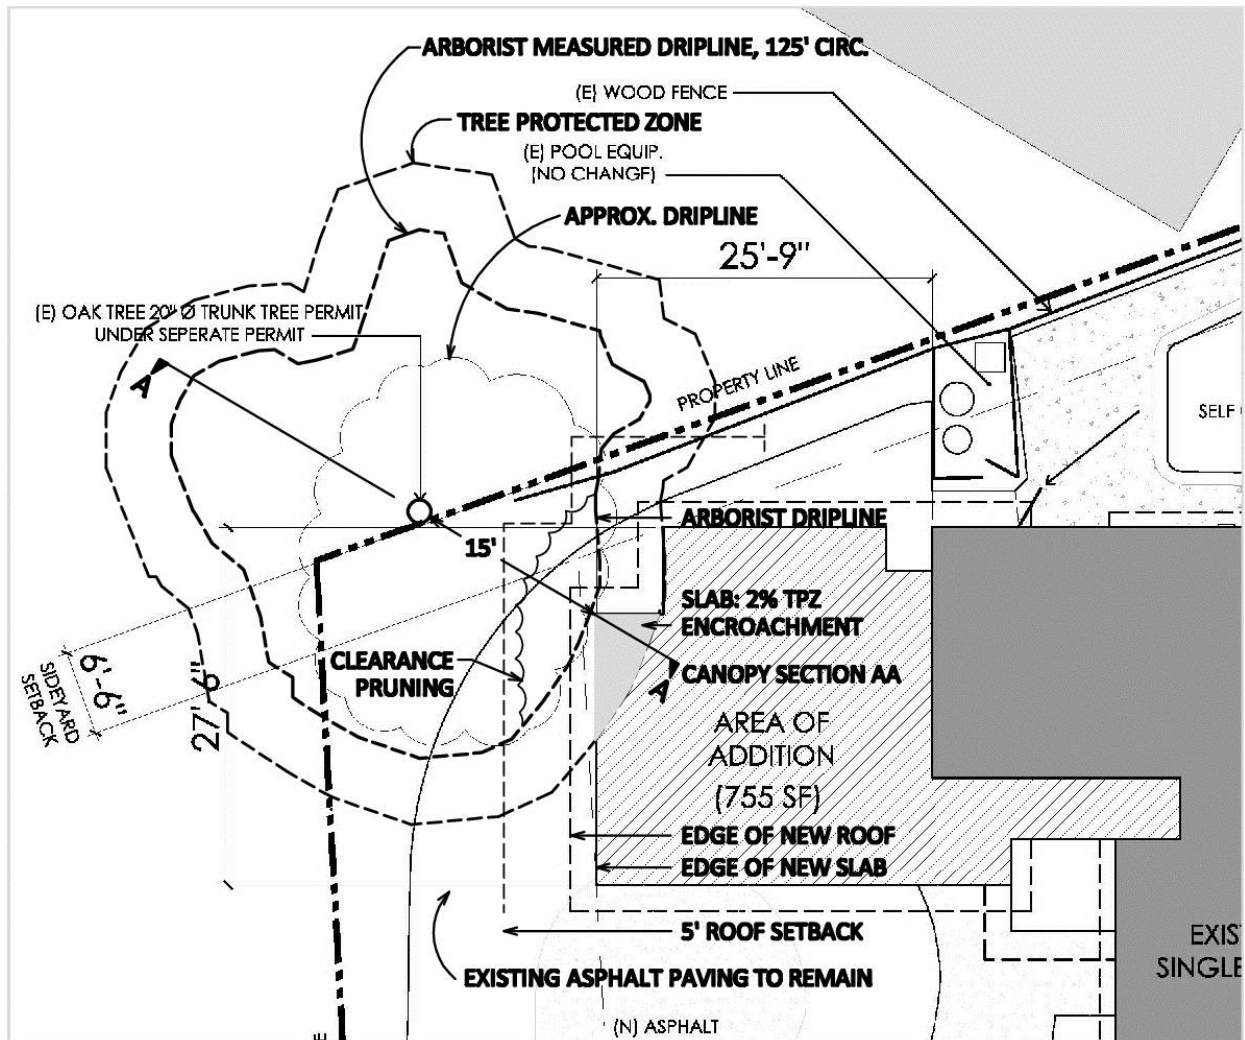 ARBORIST MEASURED DRIPLINE, 125' CIRC.
(E) WOOD FENCE
TREE PROTECTED ZONE
(E) POOL EQUIP.
(NO CHANGF)
APPROX. DRIPLINE
25'-9"
(E) OAK TREE 20" Ø TRUNK TREE PERMIT
UNDER SEPERATE PERMIT
A
PROPERTY LINE
SELF
ARBORIST DRIPLINE
15'
SLAB: 2% TPZ
ENCROACHMENT
CLEARANCE
PRUNING
CANOPY SECTION AA
A
6'-6"
SIDEYARD
SETBACK
27'
AREA OF
ADDITION
(755 SF)
EDGE OF NEW ROOF
EDGE OF NEW SLAB
5' ROOF SETBACK
EXIS
SINGLE
EXISTING ASPHALT PAVING TO REMAIN
(N) ASPHALT
E